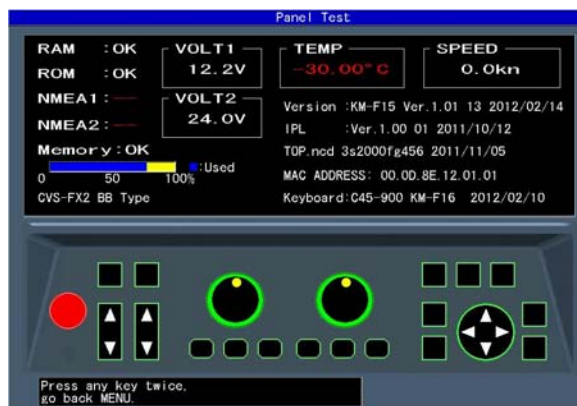 Panel Test
RAM :OK
ROM :OK
NMEA1: ---
NMEA2: ---
Memory:OK
:Used
0 50 100%
CVS-FX2 BB Type
VOLT1
12.2V
VOLT2
24.0V
TEMP
-30.00°C
SPEED
0.0kn
Version :KM-F15 Ver.1.01 13 2012/02/14
IPL :Ver.1.00 01 2011/10/12
TOP.ncd 3s2000fg456 2011/11/05
MAC ADDRESS: 00.0D.8E.12.01.01
Keyboard:C45-900 KM-F16 2012/02/10
Press any key twice,
go back MENU.